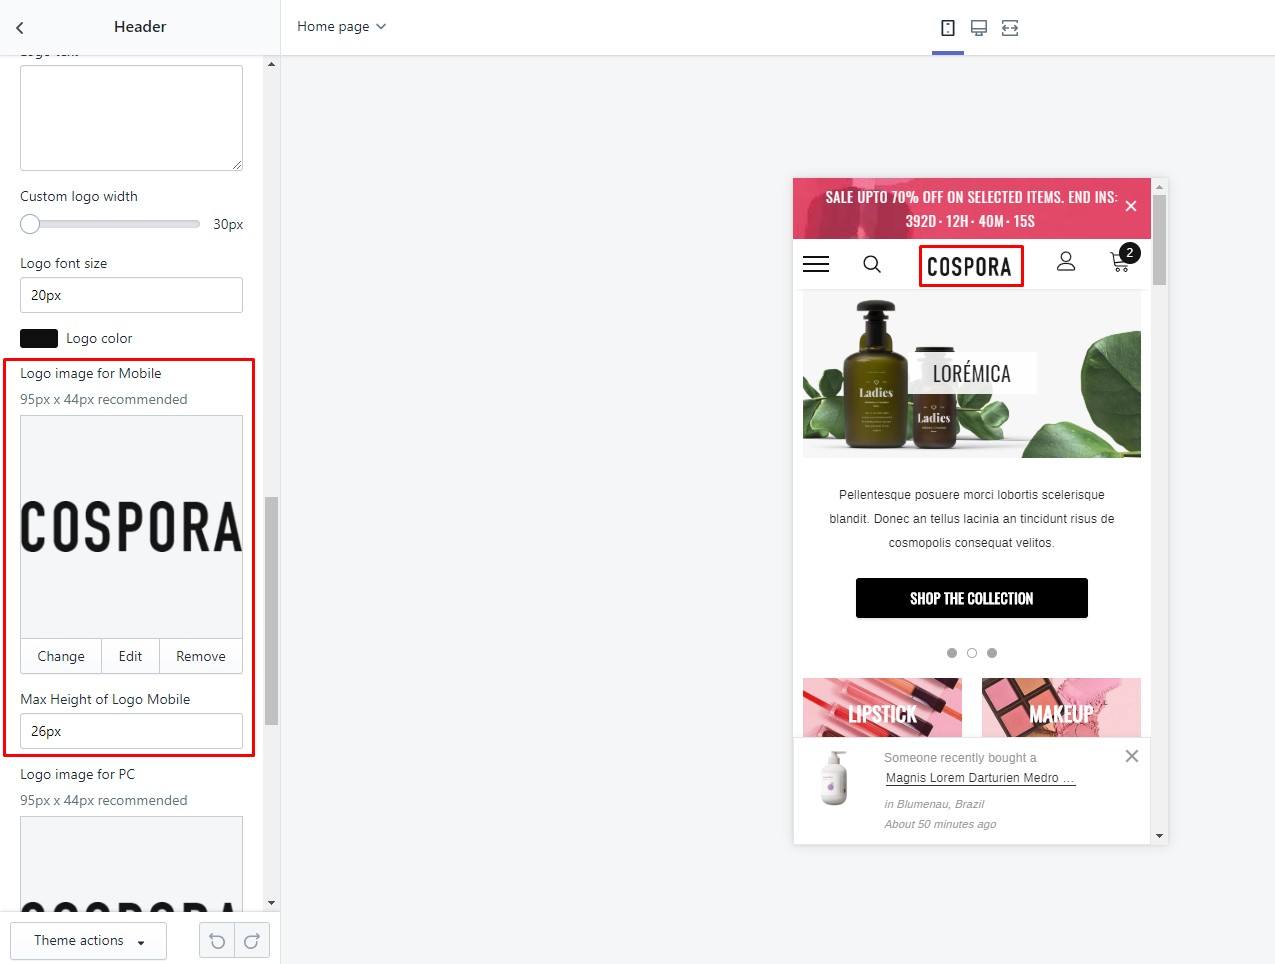 Header
Home page
Custom logo width
30px
Logo font size
20px
Logo color
Logo image for Mobile
95px x 44px recommended
COSPORA
Change
Edit
Remove
Max Height of Logo Mobile
26px
Logo image for PC
95px x 44px recommended
Theme actions
SALE UPTO 70% OFF ON SELECTED ITEMS. END INS:
392D · 12H · 40M · 15S
COSPORA
2
LORÉMICA
Ladies
Ladies
Pellentesque posuere morci lobortis scelerisque
blandit. Donec an tellus lacinia an tincidunt risus de
cosmopolis consequat velitos.
SHOP THE COLLECTION
LIPSTICK
MAKEUP
Someone recently bought a
Magnis Lorem Darturien Medro ...
in Blumenau, Brazil
About 50 minutes ago